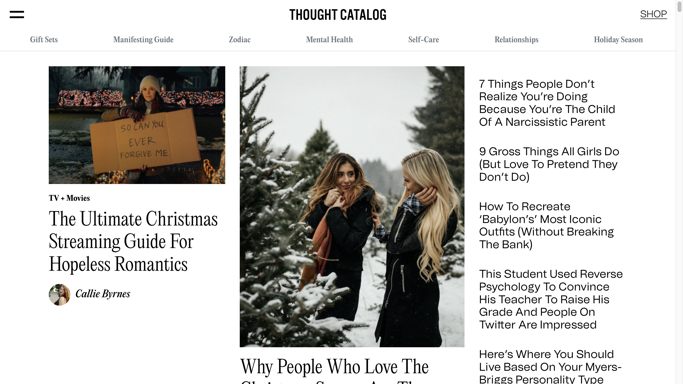 THOUGHT CATALOG
SHOP
Gift Sets
Manifesting Guide
Zodiac
Mental Health
Self-Care
Relationships
Holiday Season
SO CAN YOU
EVER
FORGIVE ME
TV + Movies
The Ultimate Christmas
Streaming Guide For
Hopeless Romantics
Callie Byrnes
Why People Who Love The
7 Things People Don’t
Realize You’re Doing
Because You’re The Child
Of A Narcissistic Parent
9 Gross Things All Girls Do
(But Love To Pretend They
Don’t Do)
How To Recreate
‘Babylon’s’ Most Iconic
Outfits (Without Breaking
The Bank)
This Student Used Reverse
Psychology To Convince
His Teacher To Raise His
Grade And People On
Twitter Are Impressed
Here’s Where You Should
Live Based On Your Myers-
Briggs Personality Type